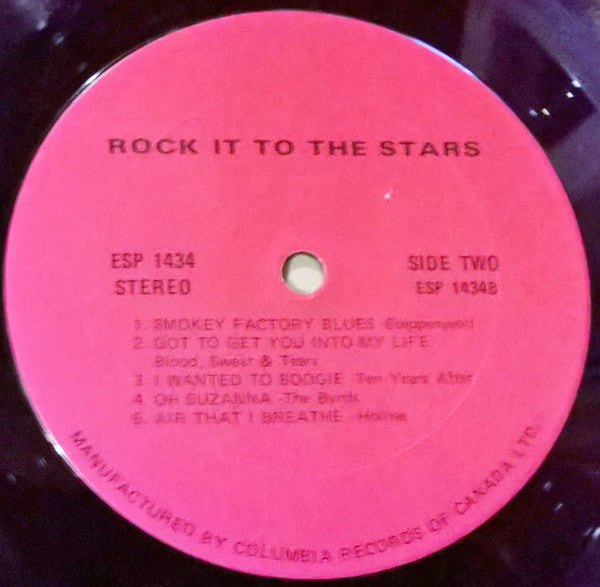 ROCK IT TO THE STARS
ESP 1434
STEREO
SIDE TWO
ESP 1434B
1. SMOKEY FACTORY BLUES -Steppenwolf
2. GOT TO GET YOU INTO MY LIFE
Blood, Sweat & Tears
3. I WANTED TO BOOGIE -Ten Years After
4. OH SUZANNA -The Byrds
5. AIR THAT I BREATHE -Hollies
MANUFACTURED BY COLUMBIA RECORDS OF CANADA LTD.